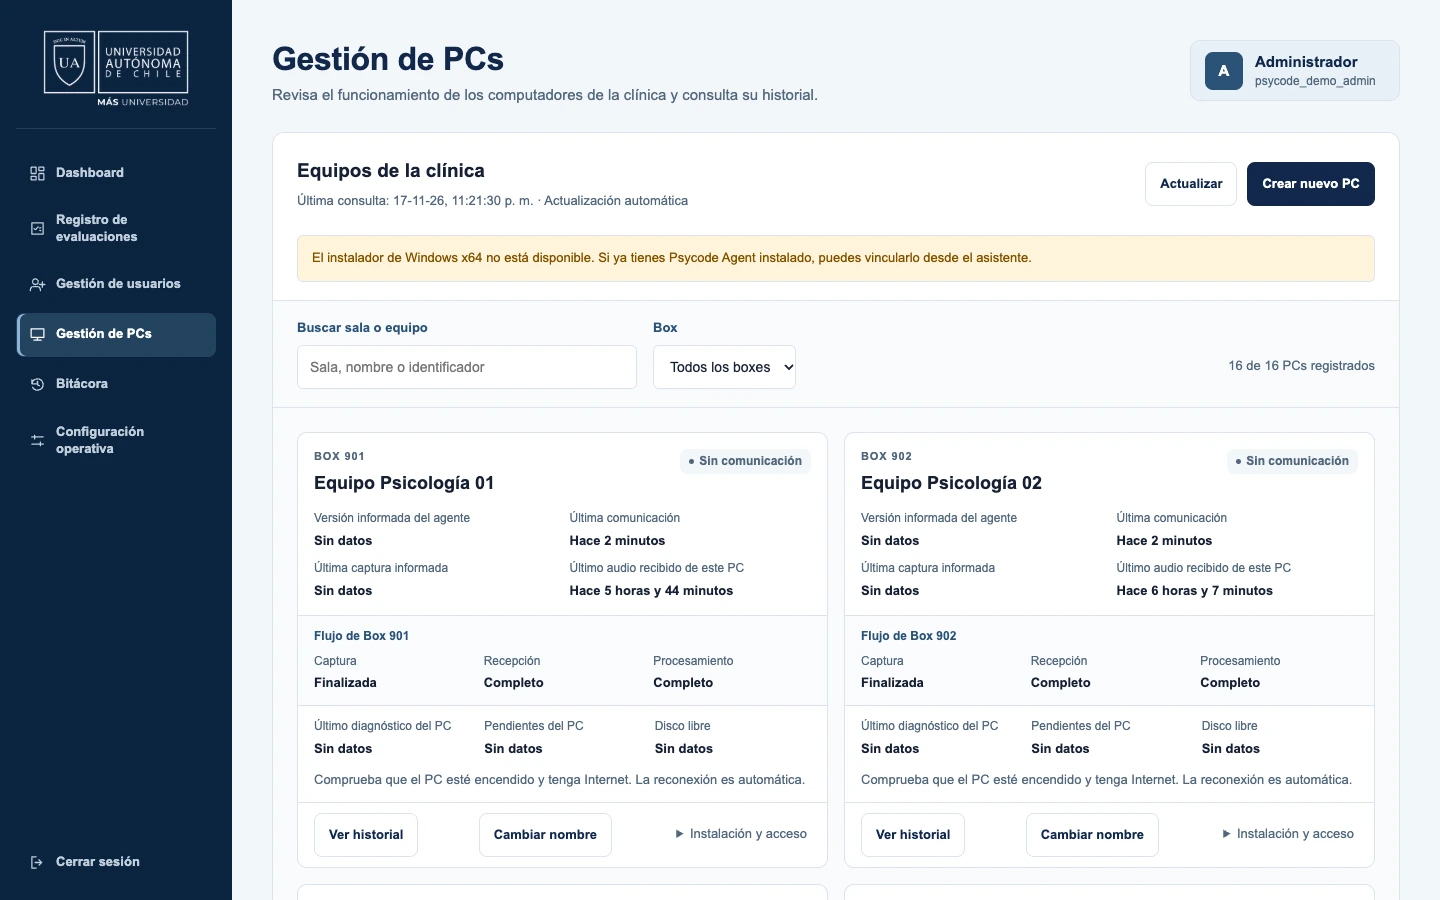 DOC IN ALTUM
UA
UNIVERSIDAD
AUTÓNOMA
DE CHILE
MÁS UNIVERSIDAD
Dashboard
Registro de
evaluaciones
Gestión de usuarios
Gestión de PCs
Bitácora
Configuración
operativa
Cerrar sesión
Gestión de PCs
Revisa el funcionamiento de los computadores de la clínica y consulta su historial.
A
Administrador
psycode_demo_admin
Equipos de la clínica
Última consulta: 17-11-26, 11:21:30 p. m. · Actualización automática
Actualizar
Crear nuevo PC
El instalador de Windows x64 no está disponible. Si ya tienes Psycode Agent instalado, puedes vincularlo desde el asistente.
Buscar sala o equipo
Sala, nombre o identificador
Box
Todos los boxes
16 de 16 PCs registrados
BOX 901
Sin comunicación
Equipo Psicología 01
Versión informada del agente
Última comunicación
Sin datos
Hace 2 minutos
Última captura informada
Último audio recibido de este PC
Sin datos
Hace 5 horas y 44 minutos
Flujo de Box 901
Captura
Recepción
Procesamiento
Finalizada
Completo
Completo
Último diagnóstico del PC
Pendientes del PC
Disco libre
Sin datos
Sin datos
Sin datos
Comprueba que el PC esté encendido y tenga Internet. La reconexión es automática.
Ver historial
Cambiar nombre
Instalación y acceso
BOX 902
Sin comunicación
Equipo Psicología 02
Versión informada del agente
Última comunicación
Sin datos
Hace 2 minutos
Última captura informada
Último audio recibido de este PC
Sin datos
Hace 6 horas y 7 minutos
Flujo de Box 902
Captura
Recepción
Procesamiento
Finalizada
Completo
Completo
Último diagnóstico del PC
Pendientes del PC
Disco libre
Sin datos
Sin datos
Sin datos
Comprueba que el PC esté encendido y tenga Internet. La reconexión es automática.
Ver historial
Cambiar nombre
Instalación y acceso